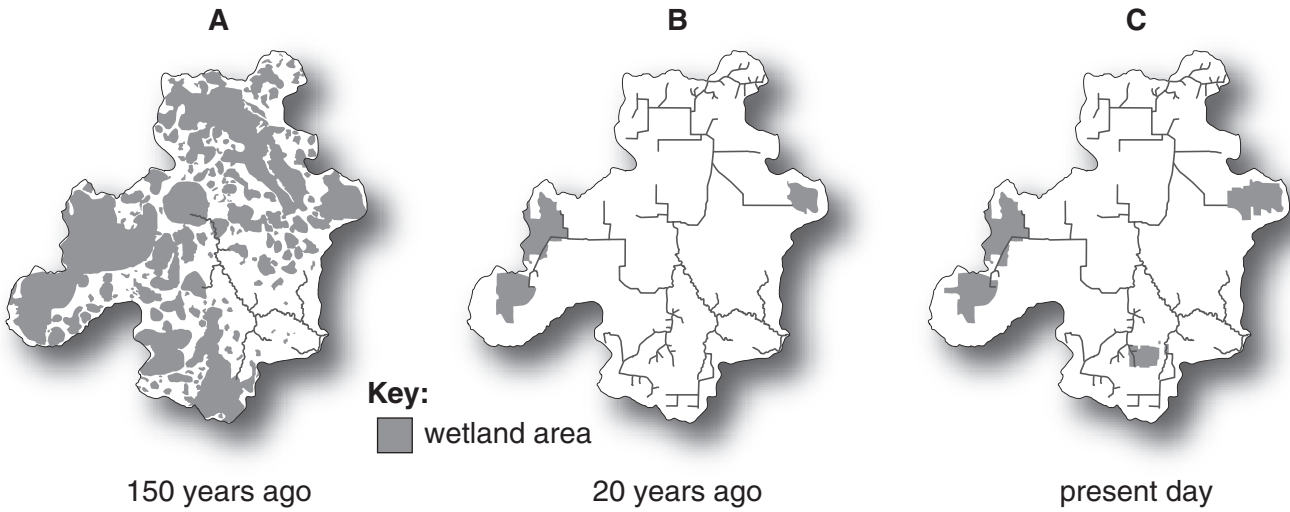 A
B
C
Key:
wetland area
150 years ago
20 years ago
present day